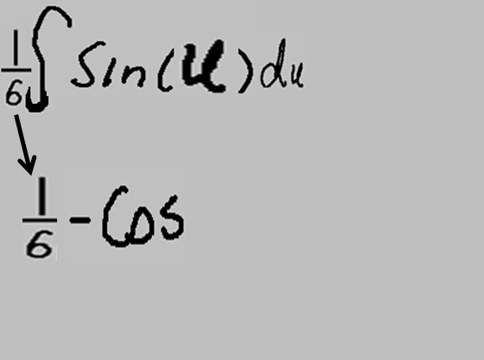 1/6 ∫ Sin(u) du
1/6 - Cos